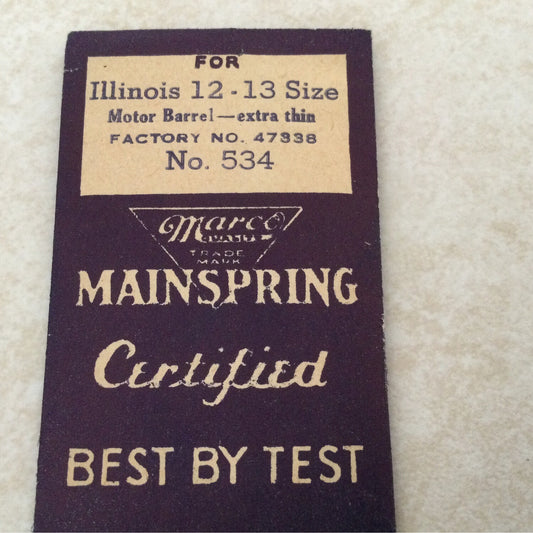 FOR
Illinois 12 - 13 Size
Motor Barrel—extra thin
FACTORY NO. 47338
No. 534
Marco
QUALITY
TRADE
MARK
MAINSPRING
Certified
BEST BY TEST